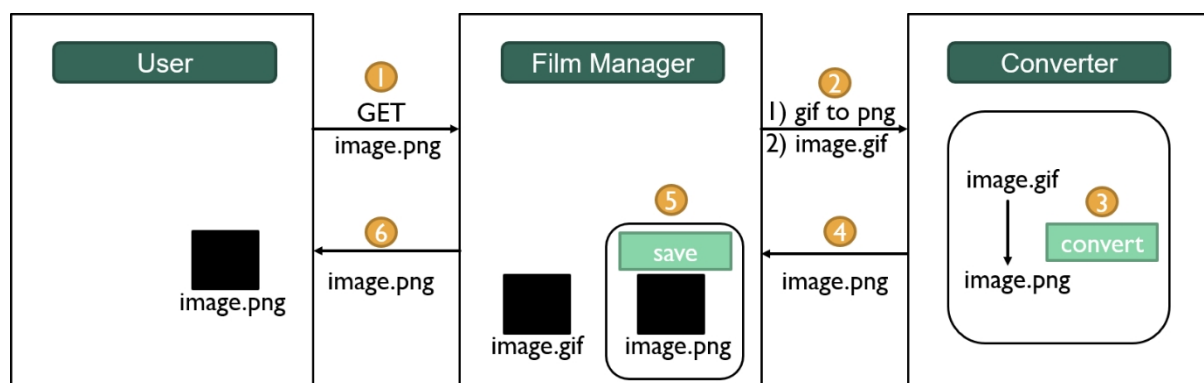 User
Film Manager
Converter
1
GET
image.png
2
1) gif to png
2) image.gif
image.gif
3
convert
image.png
5
save
4
image.png
6
image.png
image.png
image.gif
image.png